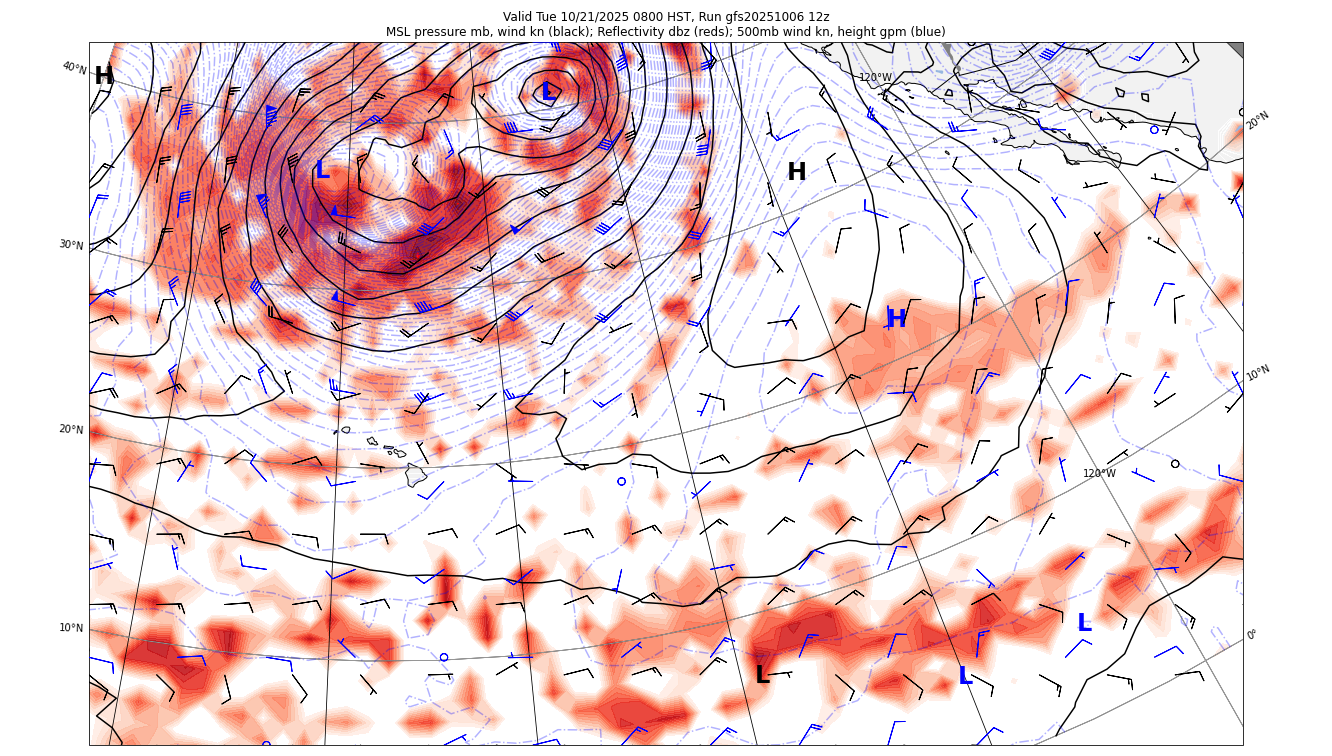 Valid Tue 10/21/2025 0800 HST, Run gfs20251006 12z
MSL pressure mb, wind kn (black); Reflectivity dbz (reds); 500mb wind kn, height gpm (blue)
40°N
H
L
120°W
20°N
L
H
30°N
H
10°N
20°N
120°W
10°N
L
0°
L
L